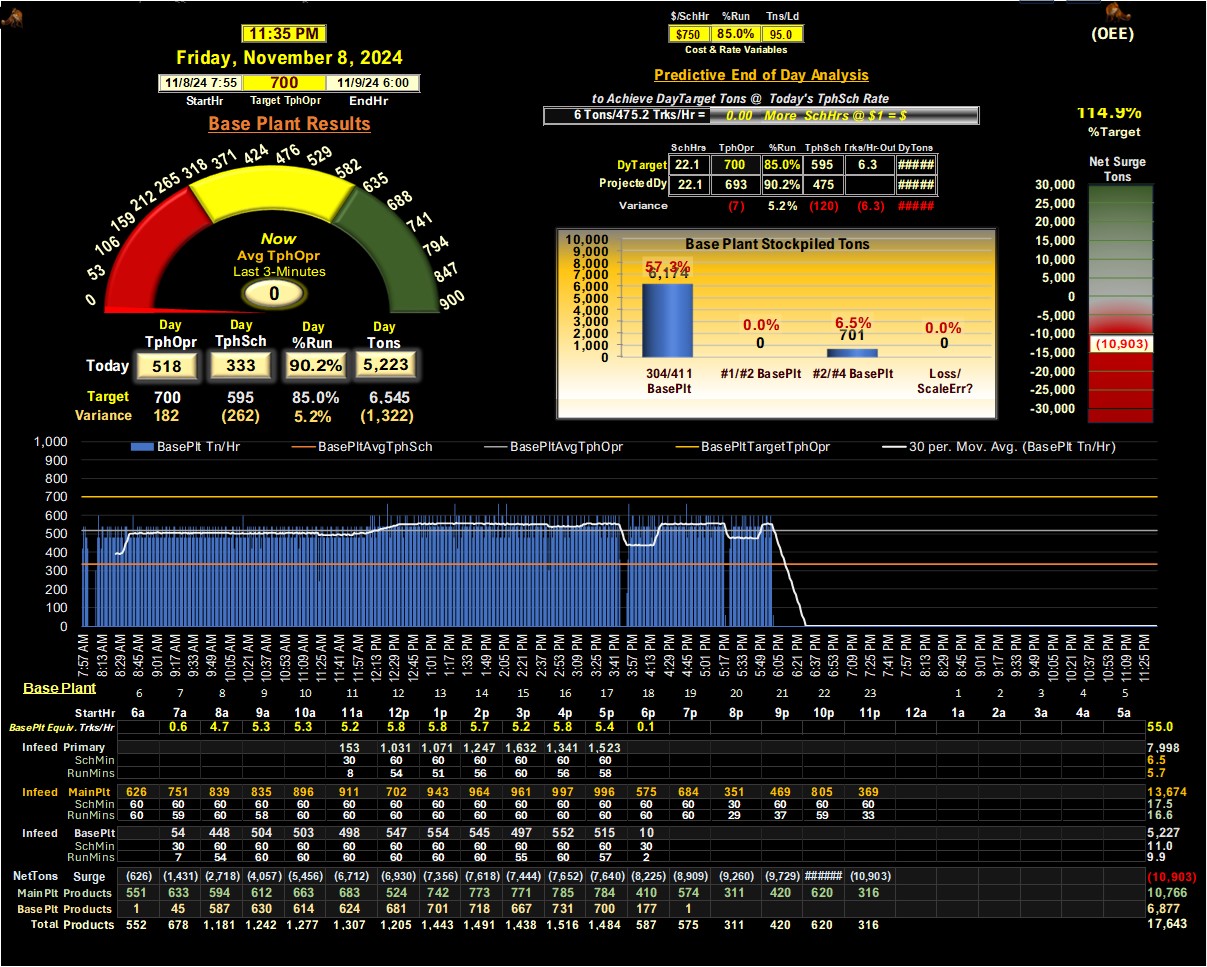 $/SchHr %Run Tns/Ld
$750 85.0% 95.0
Cost & Rate Variables
(OEE)
11:35 PM
Friday, November 8, 2024
11/8/24 7:55 700 11/9/24 6:00
StartHr Target TphOpr EndHr
Base Plant Results
Predictive End of Day Analysis
to Achieve DayTarget Tons @ Today's TphSch Rate
6 Tons/475.2 Trks/Hr = 0.00 More SchHrs @ $1 = $
114.9%
%Target
SchHrs TphOpr %Run TphSch Trks/Hr-Out DyTons
DyTarget 22.1 700 85.0% 595 6.3 #####
ProjectedDy 22.1 693 90.2% 475 #####
Variance (7) 5.2% (120) (6.3) #####
Net Surge
Tons
30,000
25,000
20,000
15,000
10,000
5,000
0
-5,000
-10,000
(10,903)
-15,000
-20,000
-25,000
-30,000
0 53 106 159 212 265 318 371 424 476 529 582 635 688 741 794 847 900
Now
Avg TphOpr
Last 3-Minutes
0
Day TphOpr Day TphSch Day %Run Day Tons
Today 518 333 90.2% 5,223
Target 700 595 85.0% 6,545
Variance 182 (262) 5.2% (1,322)
Base Plant Stockpiled Tons
10,000
9,000
8,000
7,000
6,000
5,000
4,000
3,000
2,000
1,000
0
57.3% 0.0% 6.5% 0.0%
6,174 0 701 0
304/411 BasePlt #1/#2 BasePlt #2/#4 BasePlt Loss/ ScaleErr?
BasePlt Tn/Hr BasePltAvgTphSch BasePltAvgTphOpr BasePltTargetTphOpr 30 per. Mov. Avg. (BasePlt Tn/Hr)
1,000
900
800
700
600
500
400
300
200
100
0
7:57 AM 8:13 AM 8:29 AM 8:45 AM 9:01 AM 9:17 AM 9:33 AM 9:49 AM 10:05 AM 10:21 AM 10:37 AM 10:53 AM 11:09 AM 11:25 AM 11:41 AM 11:57 AM 12:13 PM 12:29 PM 12:45 PM 1:01 PM 1:17 PM 1:33 PM 1:49 PM 2:05 PM 2:21 PM 2:37 PM 2:53 PM 3:09 PM 3:25 PM 3:41 PM 3:57 PM 4:13 PM 4:29 PM 4:45 PM 5:01 PM 5:17 PM 5:33 PM 5:49 PM 6:05 PM 6:21 PM 6:37 PM 6:53 PM 7:09 PM 7:25 PM 7:41 PM 7:57 PM 8:13 PM 8:29 PM 8:45 PM 9:01 PM 9:17 PM 9:33 PM 9:49 PM 10:05 PM 10:21 PM 10:37 PM 10:53 PM 11:09 PM 11:25 PM
Base Plant 6 7 8 9 10 11 12 13 14 15 16 17 18 19 20 21 22 23 1 2 3 4 5
StartHr 6a 7a 8a 9a 10a 11a 12p 1p 2p 3p 4p 5p 6p 7p 8p 9p 10p 11p 12a 1a 2a 3a 4a 5a
BasePlt Equiv. Trks/Hr 0.6 4.7 5.3 5.3 5.2 5.8 5.8 5.7 5.2 5.8 5.4 0.1 55.0
Infeed Primary 153 1,031 1,071 1,247 1,632 1,341 1,523 7,998
SchMin 30 60 60 60 60 60 60 6.5
RunMins 8 54 51 56 60 56 58 5.7
Infeed MainPlt 626 751 839 835 896 911 702 943 964 961 997 996 575 684 351 469 805 369 13,674
SchMin 60 60 60 60 60 60 60 60 60 60 60 60 60 60 30 60 60 60 17.5
RunMins 60 59 60 58 60 60 60 60 60 60 60 60 60 60 29 37 59 33 16.6
Infeed BasePlt 54 448 504 503 498 547 554 545 497 552 515 10 5,227
SchMin 30 60 60 60 60 60 60 60 60 60 60 30 11.0
RunMins 7 54 60 60 60 60 60 60 55 60 57 2 9.9
NetTons Surge (626) (1,431) (2,718) (4,057) (5,456) (6,712) (6,930) (7,356) (7,618) (7,444) (7,652) (7,640) (8,225) (8,909) (9,260) (9,729) ###### (10,903) (10,903)
MainPlt Products 551 633 594 612 663 683 524 742 773 771 785 784 410 574 311 420 620 316 10,766
BasePlt Products 1 45 587 630 614 624 681 701 718 667 731 700 177 1 6,877
Total Products 552 678 1,181 1,242 1,277 1,307 1,205 1,443 1,491 1,438 1,516 1,484 587 575 311 420 620 316 17,643